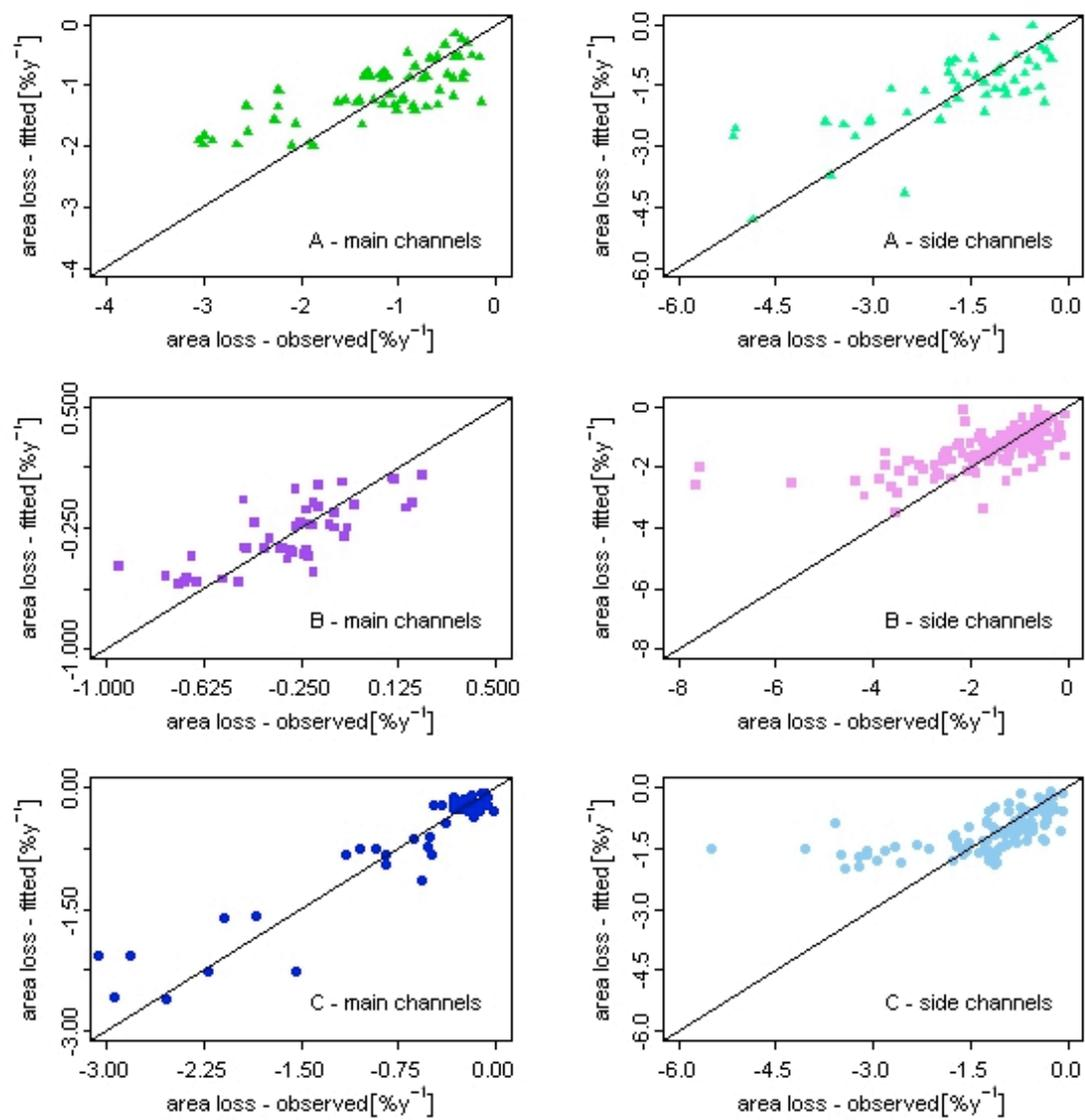 area loss - fitted [%y⁻¹]
0
-1
-2
-3
-4
A - main channels
-4 -3 -2 -1 0
area loss - observed [%y⁻¹]
area loss - fitted [%y⁻¹]
0.0
-1.5
-3.0
-4.5
-6.0
A - side channels
-6.0 -4.5 -3.0 -1.5 0.0
area loss - observed [%y⁻¹]
area loss - fitted [%y⁻¹]
0.500
-0.250
-1.000
B - main channels
-1.000 -0.625 -0.250 0.125 0.500
area loss - observed [%y⁻¹]
area loss - fitted [%y⁻¹]
0
-2
-4
-6
-8
B - side channels
-8 -6 -4 -2 0
area loss - observed [%y⁻¹]
area loss - fitted [%y⁻¹]
0.00
-1.50
-3.00
C - main channels
-3.00 -2.25 -1.50 -0.75 0.00
area loss - observed [%y⁻¹]
area loss - fitted [%y⁻¹]
0.0
-1.5
-3.0
-4.5
-6.0
C - side channels
-6.0 -4.5 -3.0 -1.5 0.0
area loss - observed [%y⁻¹]